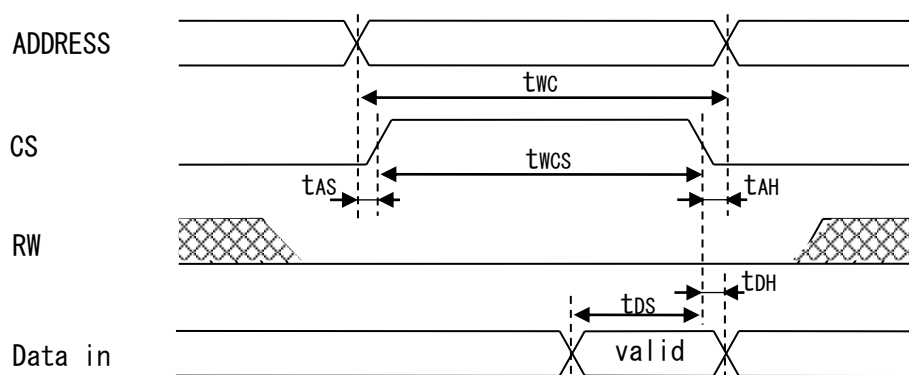 ADDRESS
tWC
CS
tWCS
tAS
tAH
RW
tDH
tDS
Data in
valid